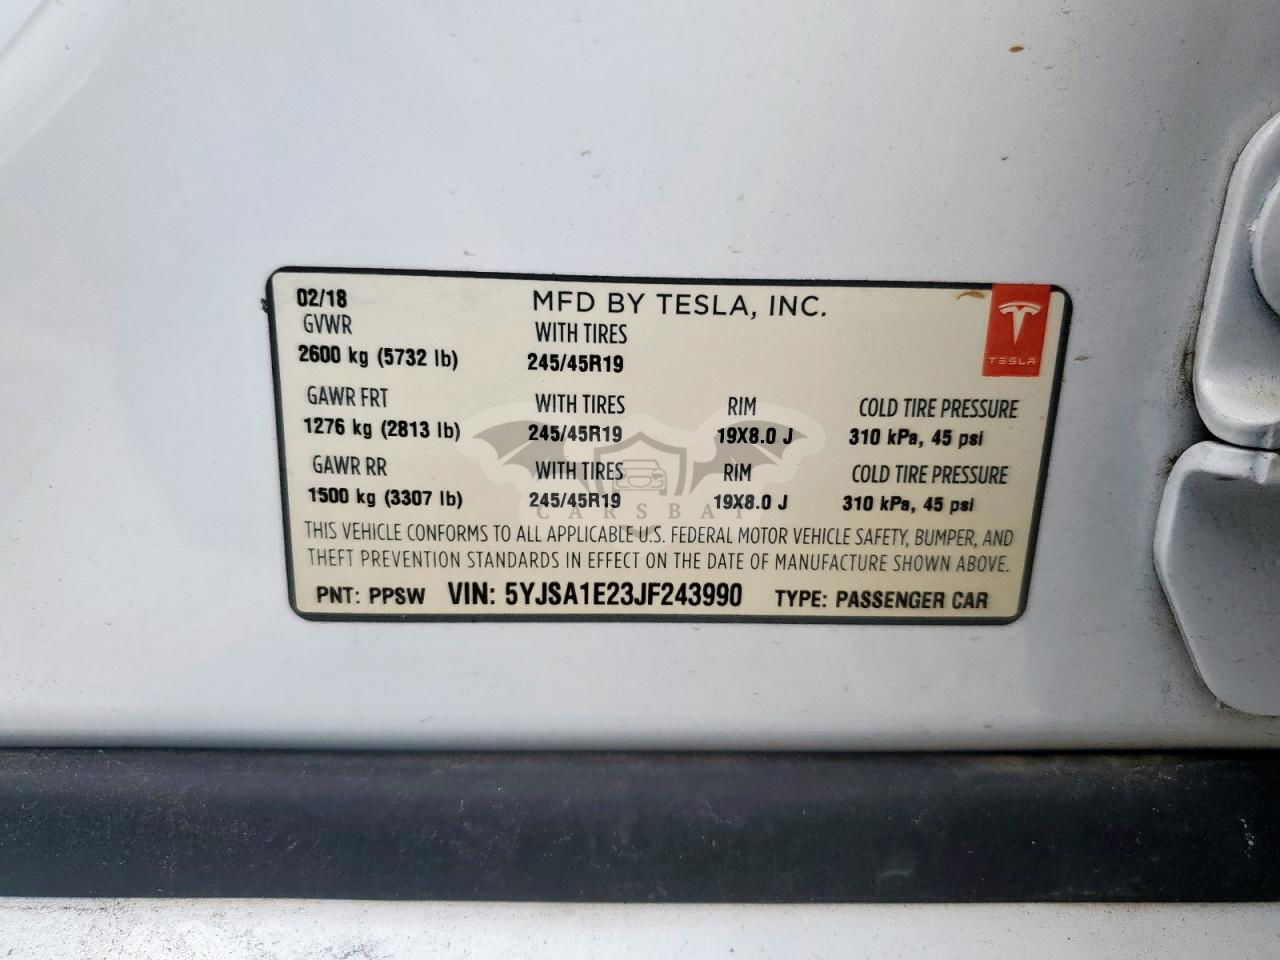 02/18 MFD BY TESLA, INC.
GVWR WITH TIRES
2600 kg (5732 lb) 245/45R19
TESLA
GAWR FRT WITH TIRES RIM COLD TIRE PRESSURE
1276 kg (2813 lb) 245/45R19 19X8.0 J 310 kPa, 45 psi
GAWR RR WITH TIRES RIM COLD TIRE PRESSURE
1500 kg (3307 lb) 245/45R19 19X8.0 J 310 kPa, 45 psi
CARSBAT
THIS VEHICLE CONFORMS TO ALL APPLICABLE U.S. FEDERAL MOTOR VEHICLE SAFETY, BUMPER, AND
THEFT PREVENTION STANDARDS IN EFFECT ON THE DATE OF MANUFACTURE SHOWN ABOVE.
PNT: PPSW VIN: 5YJSA1E23JF243990 TYPE: PASSENGER CAR